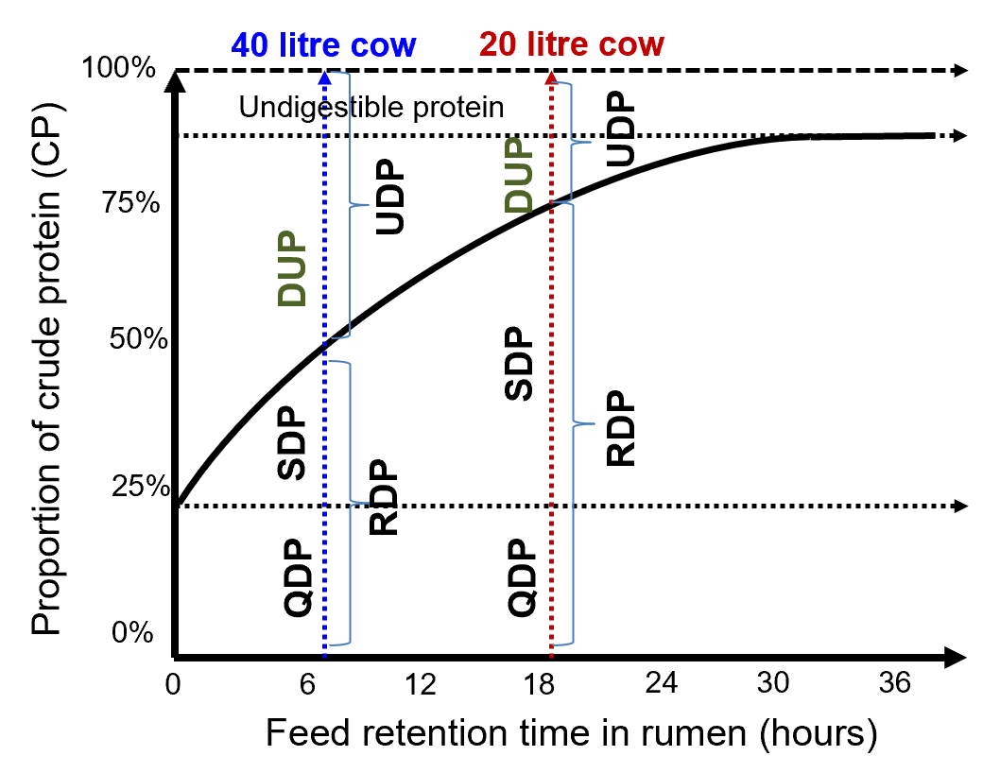 40 litre cow
20 litre cow
100%
Undigestible protein
UDP
DUP
UDP
75%
DUP
50%
SDP
SDP
RDP
RDP
25%
QDP
QDP
0%
0 6 12 18 24 30 36
Feed retention time in rumen (hours)
Proportion of crude protein (CP)